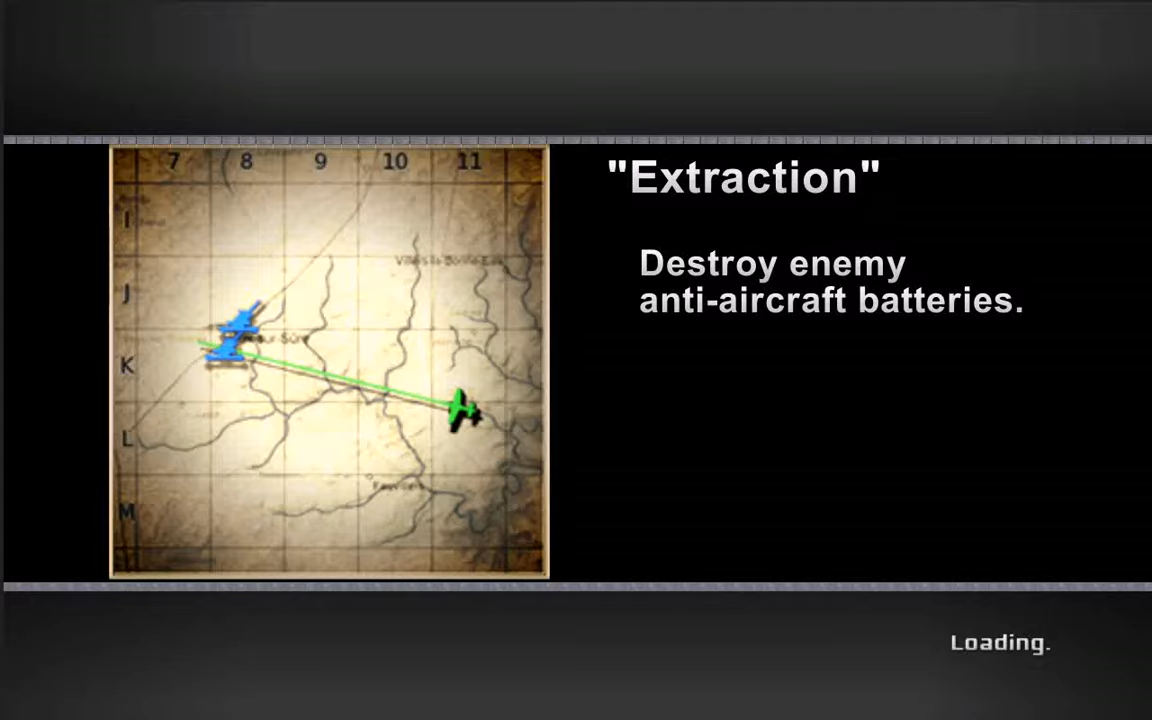 7 8 9 10 11
"Extraction"
I
Destroy enemy
anti-aircraft batteries.
J
K
L
M
Loading.